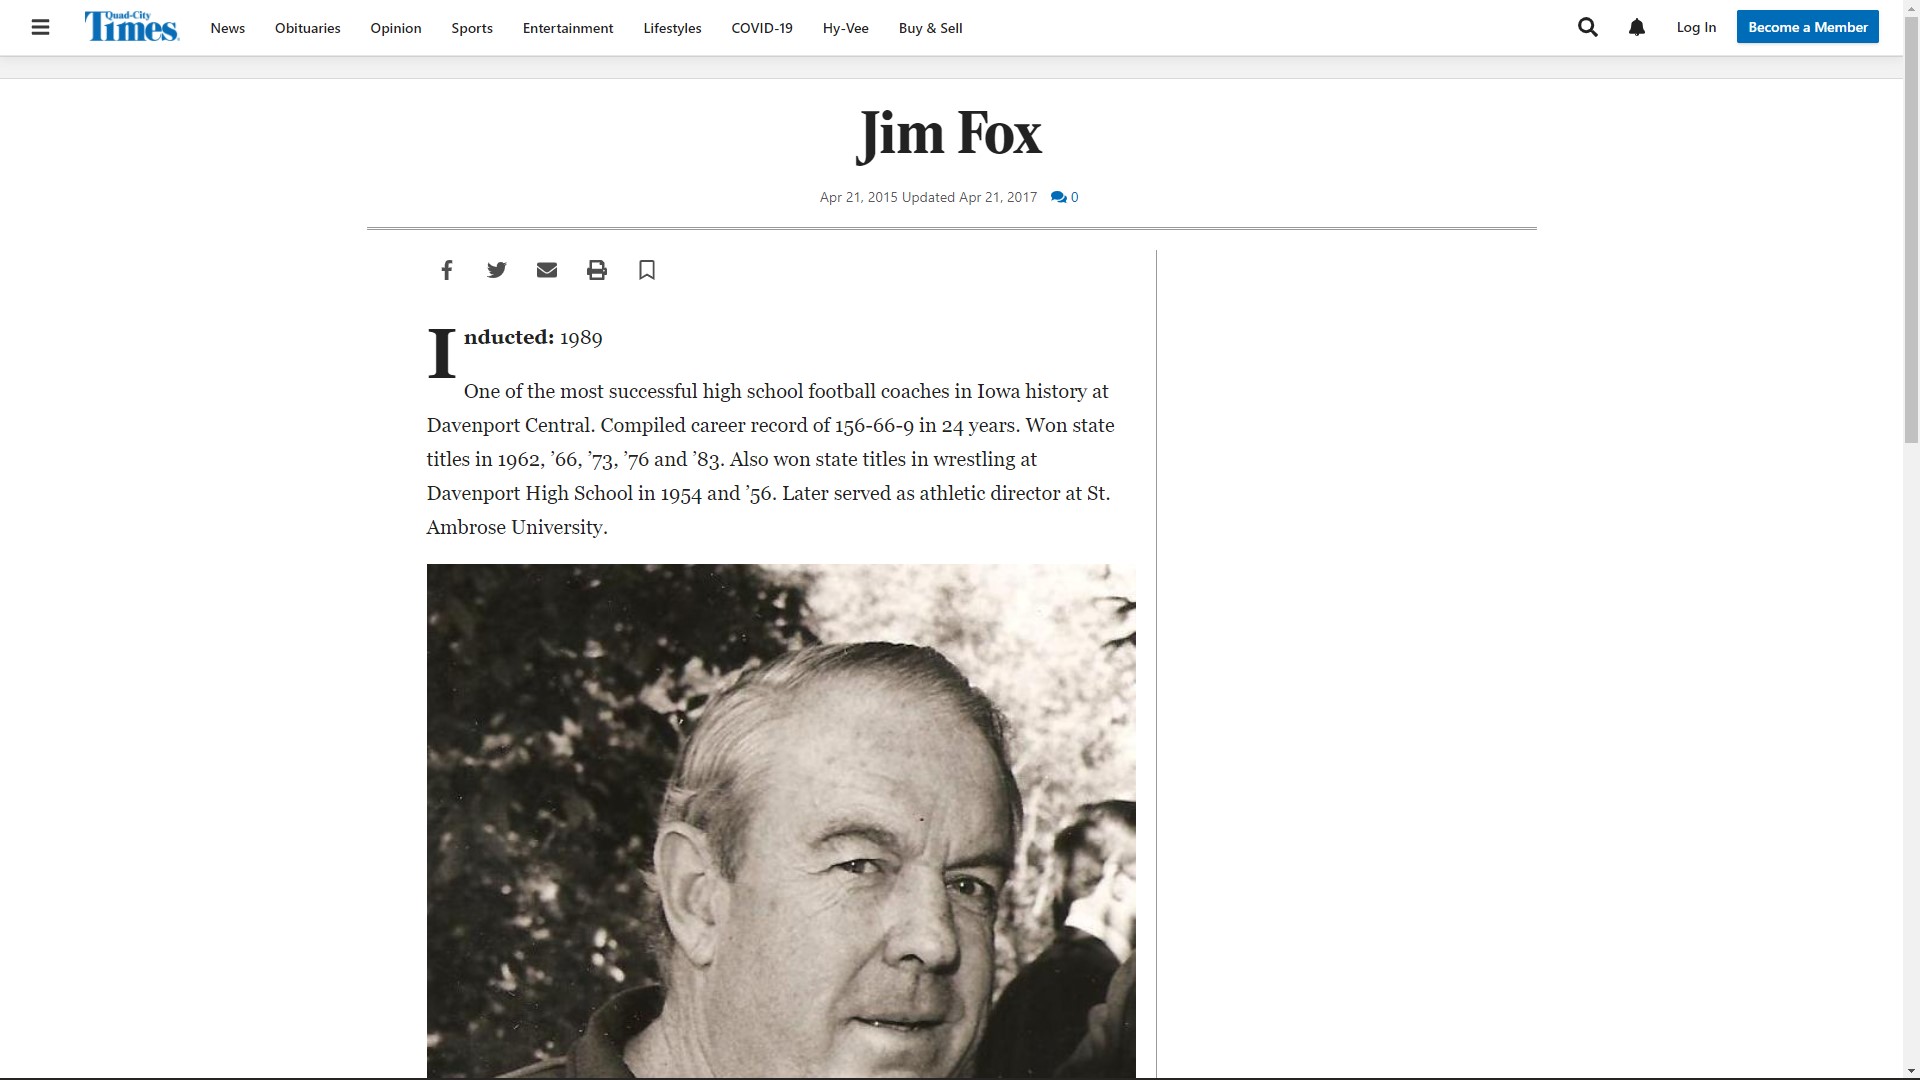 Quad-City
Times
News
Obituaries
Opinion
Sports
Entertainment
Lifestyles
COVID-19
Hy-Vee
Buy & Sell
Log In
Become a Member
Jim Fox
Apr 21, 2015 Updated Apr 21, 2017 0
Inducted: 1989
One of the most successful high school football coaches in Iowa history at
Davenport Central. Compiled career record of 156-66-9 in 24 years. Won state
titles in 1962, ’66, ’73, ’76 and ’83. Also won state titles in wrestling at
Davenport High School in 1954 and ’56. Later served as athletic director at St.
Ambrose University.